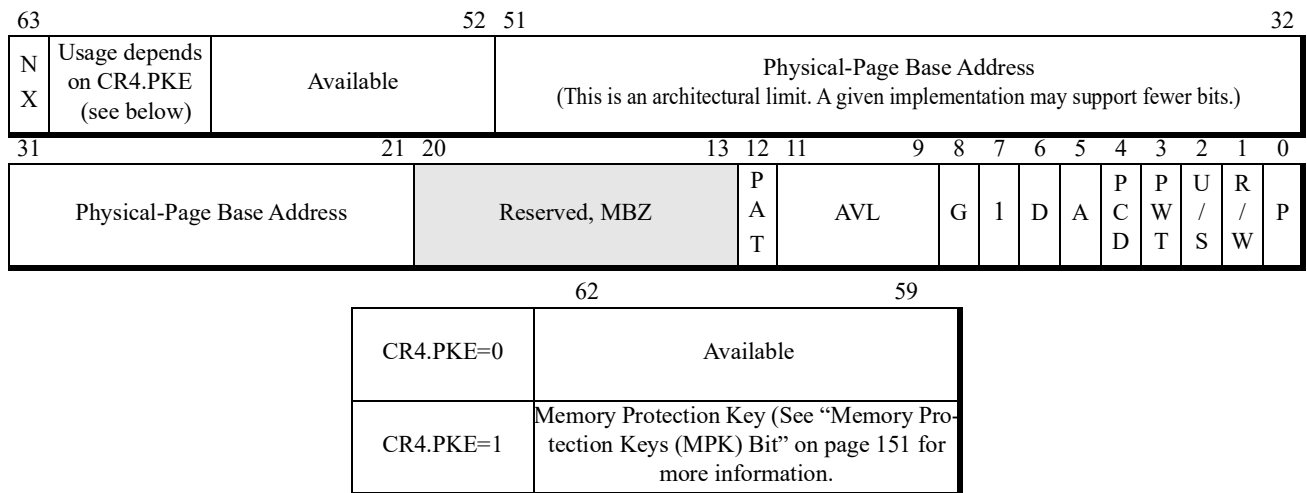 63 52 51 32
N X
Usage depends on CR4.PKE (see below)
Available
Physical-Page Base Address
(This is an architectural limit. A given implementation may support fewer bits.)
31 21 20 13 12 11 9 8 7 6 5 4 3 2 1 0
Physical-Page Base Address
Reserved, MBZ
P A T
AVL
G
1
D
A
P C D
P W T
U / S
R / W
P
62 59
CR4.PKE=0
Available
CR4.PKE=1
Memory Protection Key (See “Memory Pro-
tection Keys (MPK) Bit” on page 151 for
more information.